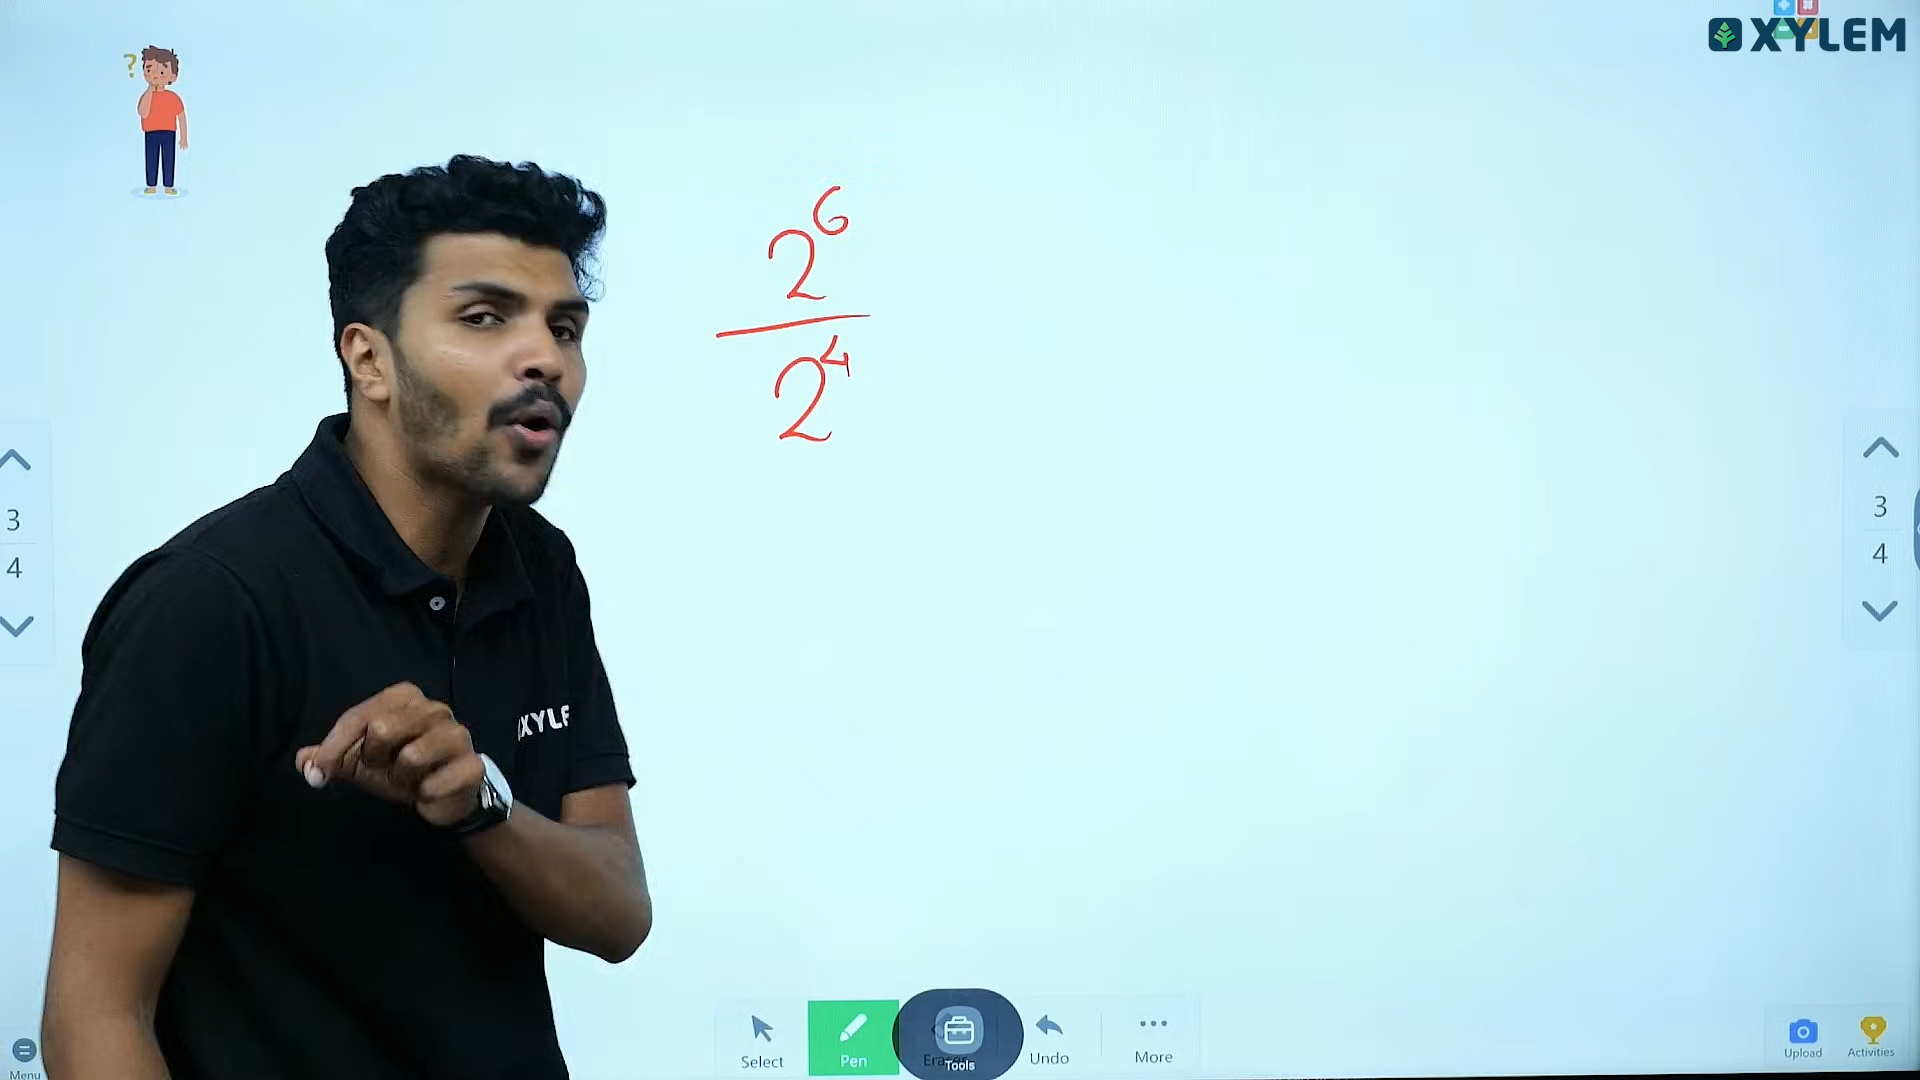 XYLEM
?
2⁶
2⁴
3
4
3
4
XYLE
Select
Pen
Tools
Undo
More
Upload
Activities
Menu